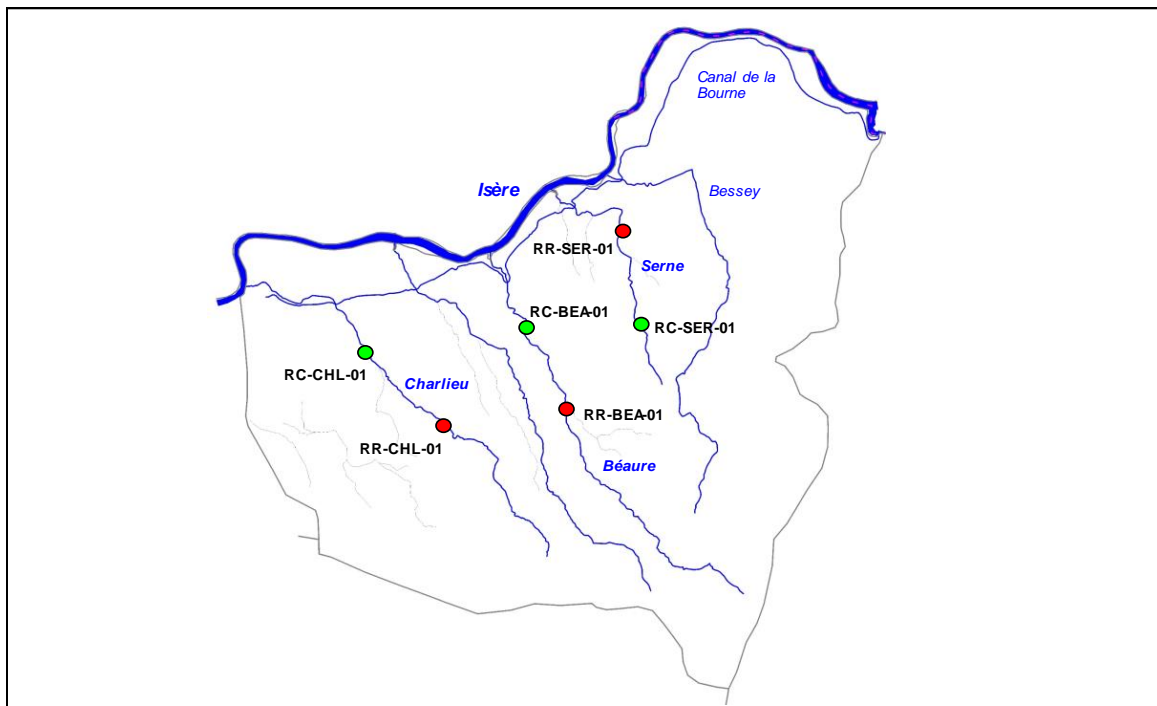 Canal de la
Bourne
Isère
Bessey
RR-SER-01
Serne
RC-BEA-01
RC-SER-01
RC-CHL-01
Charlieu
RR-BEA-01
RR-CHL-01
Béaure